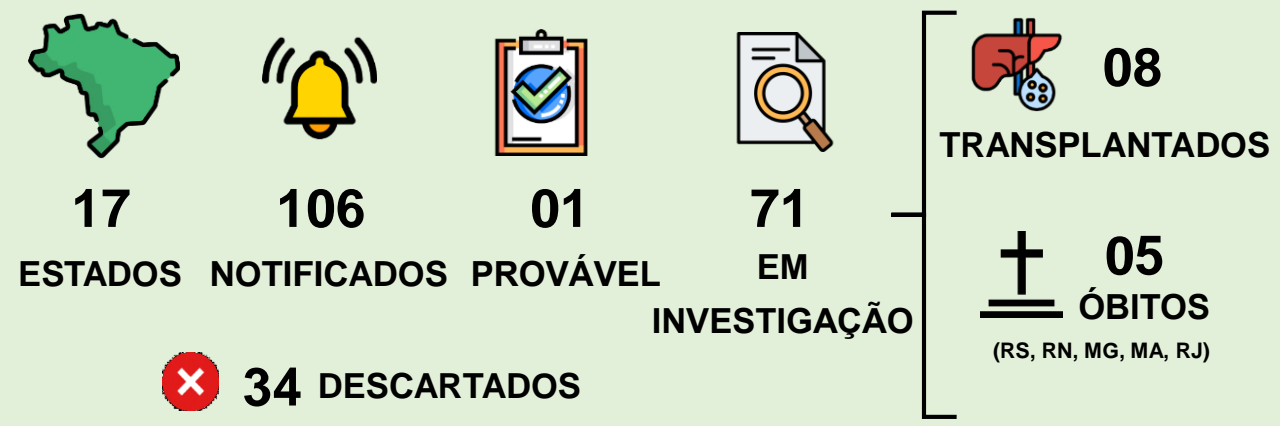 17
ESTADOS
106
NOTIFICADOS
01
PROVÁVEL
71
EM
INVESTIGAÇÃO
08
TRANSPLANTADOS
05
ÓBITOS
(RS, RN, MG, MA, RJ)
34 DESCARTADOS